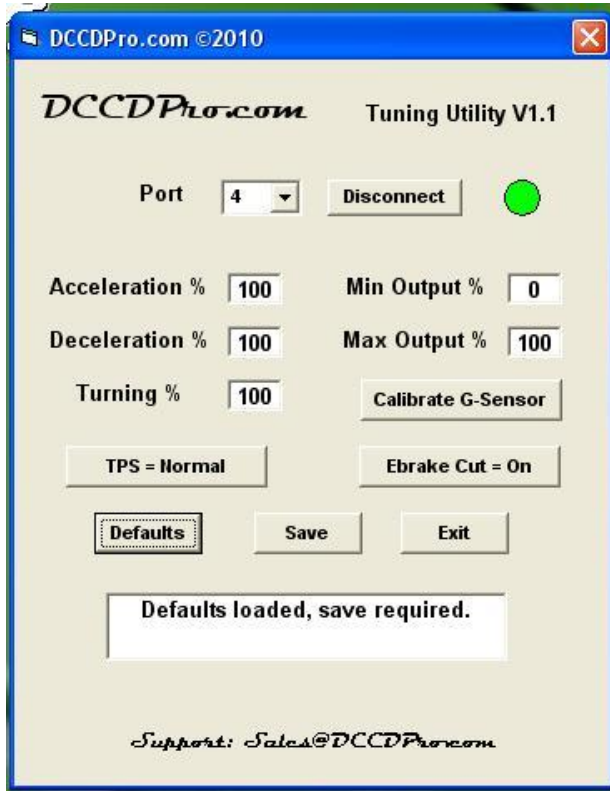 DCCDPro.com ©2010
DCCDPro.com Tuning Utility V1.1
Port 4 Disconnect
Acceleration % 100 Min Output % 0
Deceleration % 100 Max Output % 100
Turning % 100 Calibrate G-Sensor
TPS = Normal Ebrake Cut = On
Defaults Save Exit
Defaults loaded, save required.
Support: Sales@DCCDPro.com